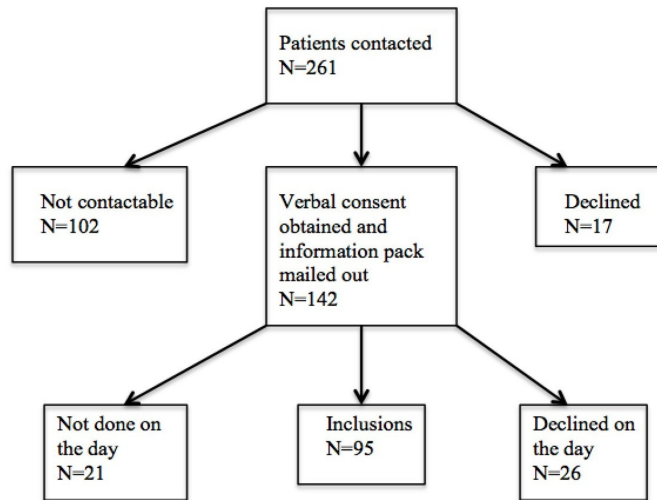 Patients contacted
N=261
Not contactable
N=102
Verbal consent
obtained and
information pack
mailed out
N=142
Declined
N=17
Not done on
the day
N=21
Inclusions
N=95
Declined on
the day
N=26